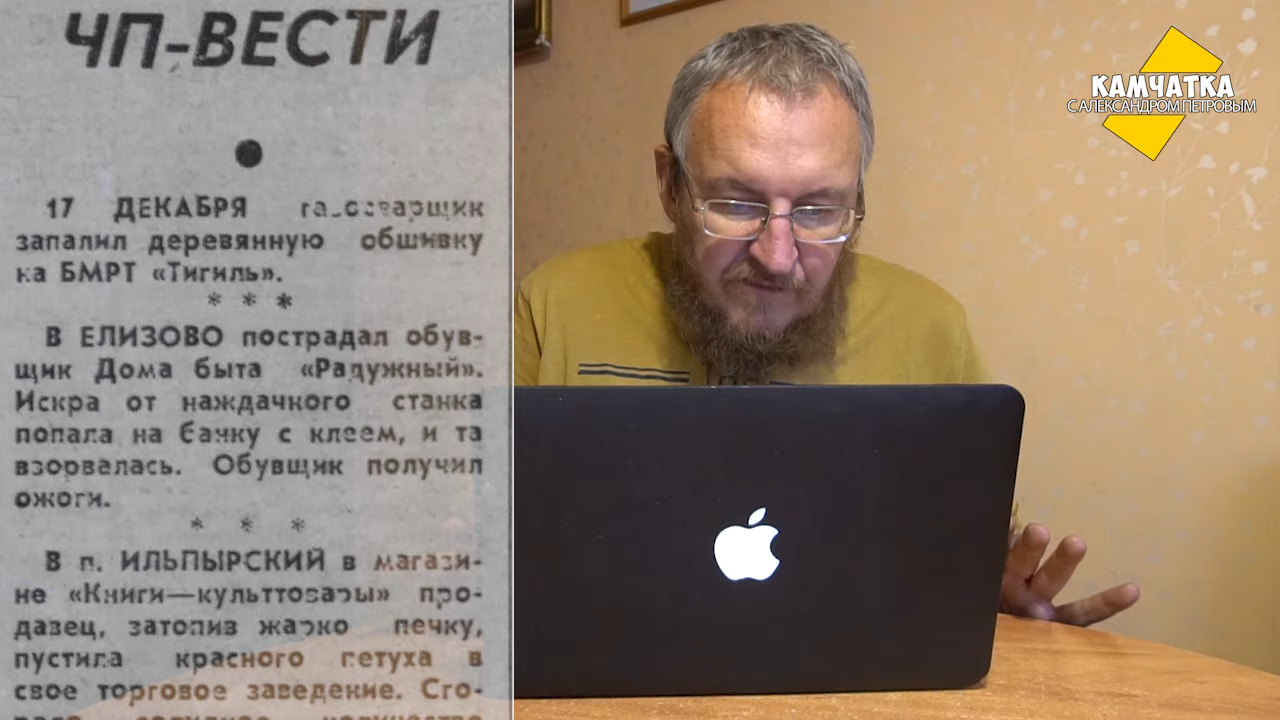 ЧП-ВЕСТИ
17 ДЕКАБРЯ газосварщик
запалил деревянную обшивку
на БМРТ «Тигиль».
* * *
В ЕЛИЗОВО пострадал обув-
щик Дома быта «Радужный».
Искра от наждачного станка
попала на банку с клеем, и та
взорвалась. Обувщик получил
ожоги.
* * *
В п. ИЛЬПЫРСКИЙ в магази-
не «Книги—культтовары» про-
давец, затопив жарко печку,
пустила красного петуха в
свое торговое заведение. Сго-
КАМЧАТКА
С АЛЕКСАНДРОМ ПЕТРОВЫМ